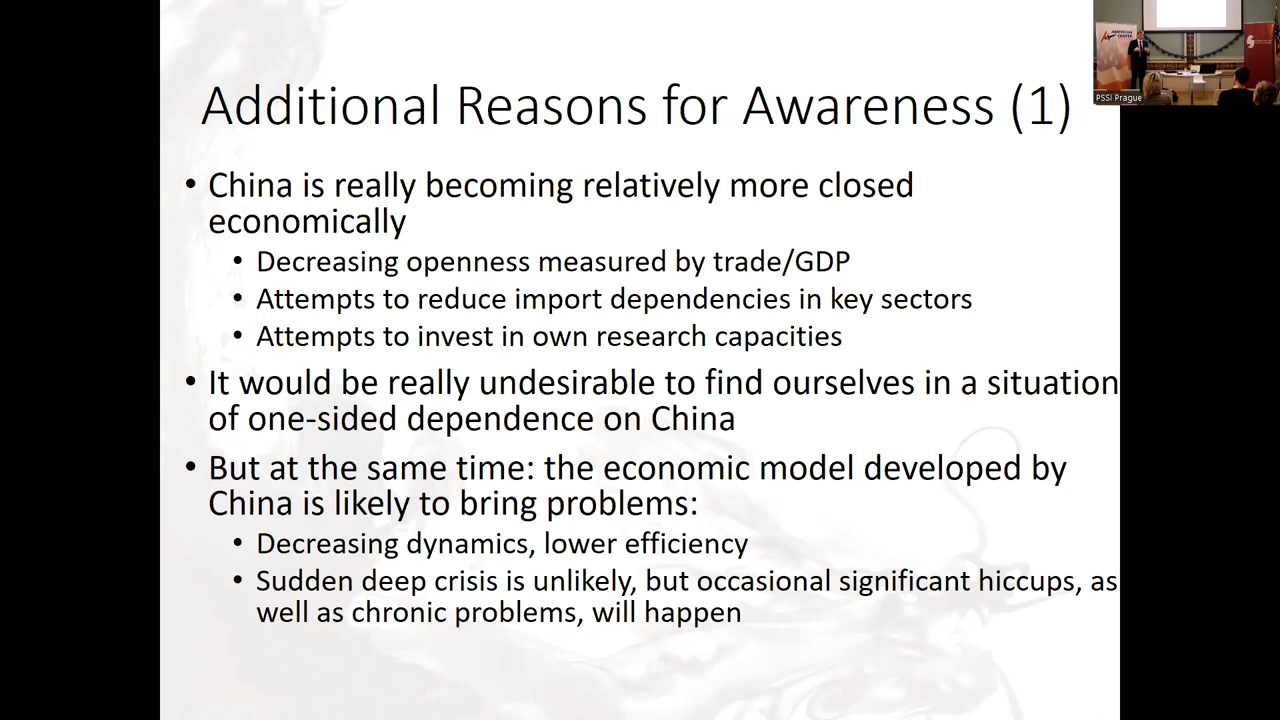 Additional Reasons for Awareness (1)
• China is really becoming relatively more closed
economically
• Decreasing openness measured by trade/GDP
• Attempts to reduce import dependencies in key sectors
• Attempts to invest in own research capacities
• It would be really undesirable to find ourselves in a situation
of one-sided dependence on China
• But at the same time: the economic model developed by
China is likely to bring problems:
• Decreasing dynamics, lower efficiency
• Sudden deep crisis is unlikely, but occasional significant hiccups, as
well as chronic problems, will happen
AMERICAN
CENTER
PSSI Prague